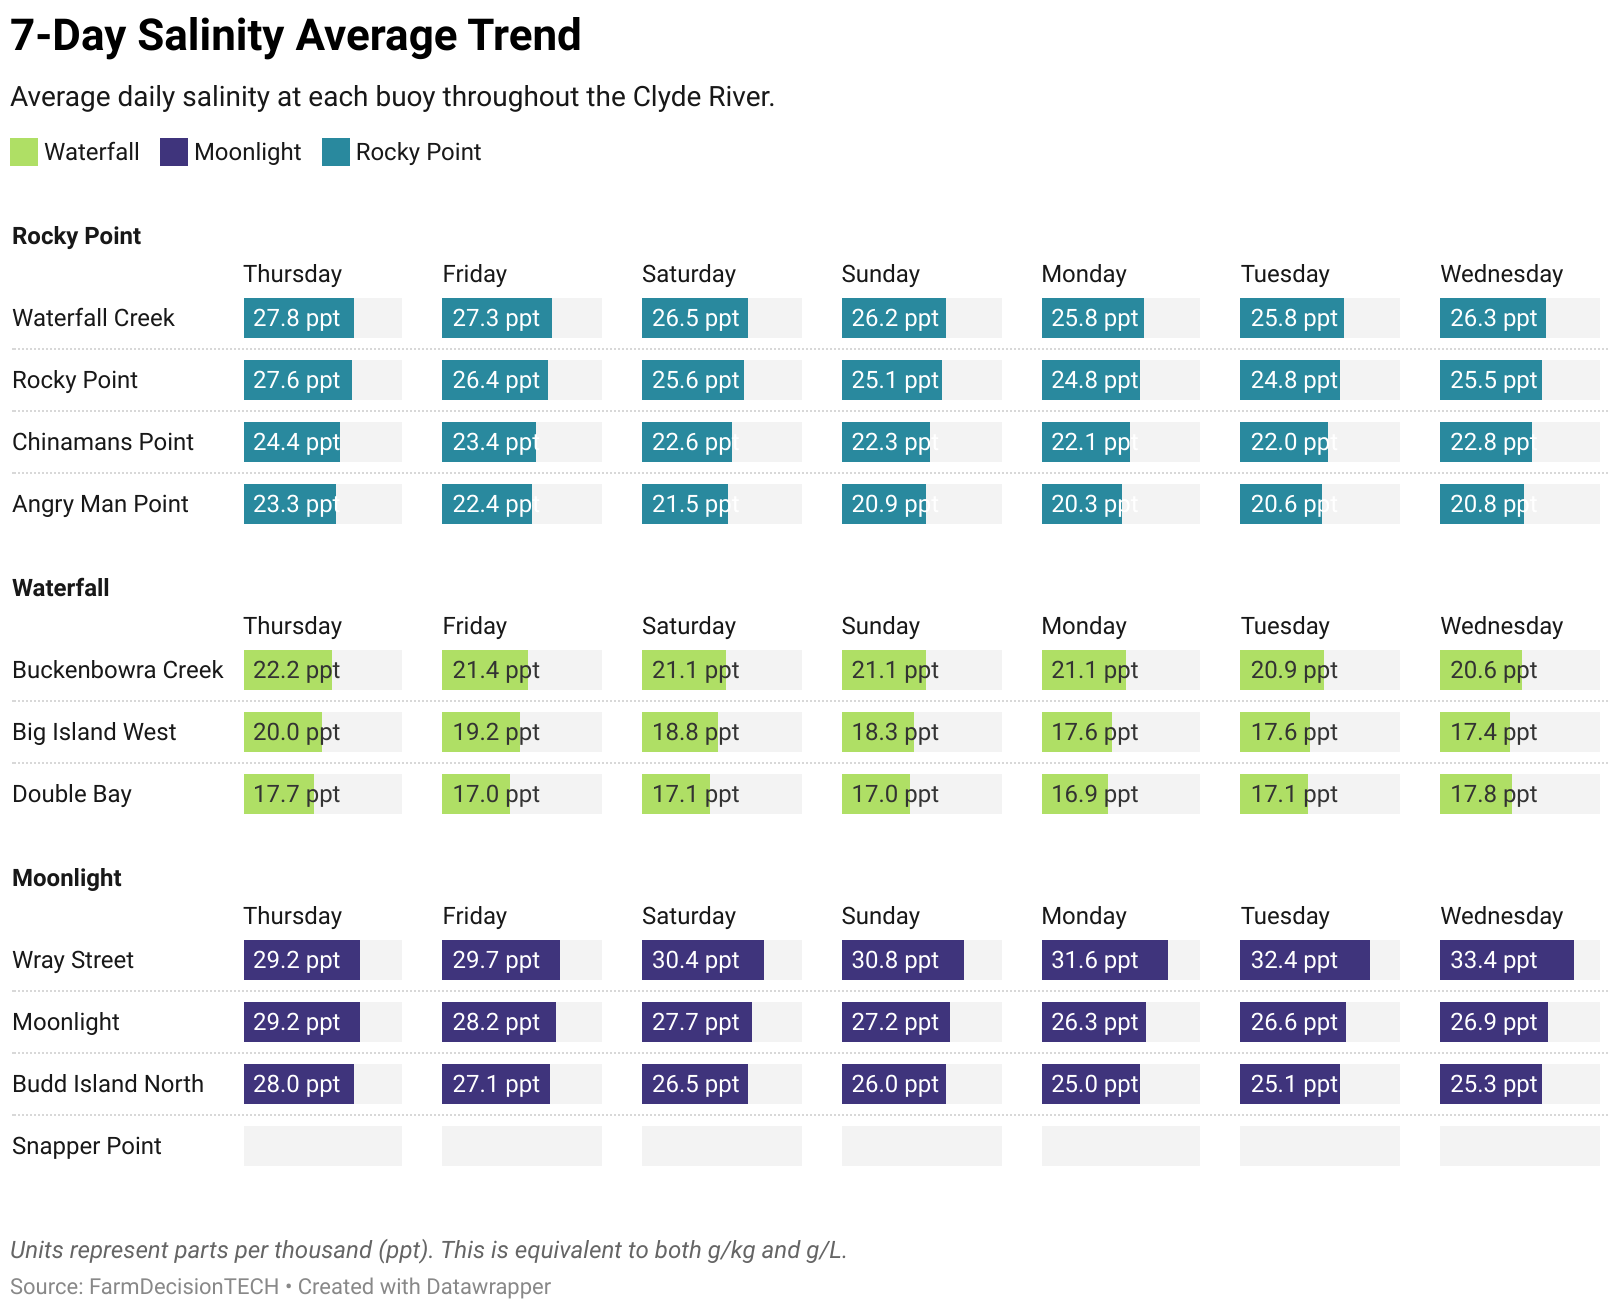 7-Day Salinity Average Trend
Average daily salinity at each buoy throughout the Clyde River.
Waterfall Moonlight Rocky Point
Rocky Point
Thursday Friday Saturday Sunday Monday Tuesday Wednesday
Waterfall Creek 27.8 ppt 27.3 ppt 26.5 ppt 26.2 ppt 25.8 ppt 25.8 ppt 26.3 ppt
Rocky Point 27.6 ppt 26.4 ppt 25.6 ppt 25.1 ppt 24.8 ppt 24.8 ppt 25.5 ppt
Chinamans Point 24.4 ppt 23.4 ppt 22.6 ppt 22.3 ppt 22.1 ppt 22.0 ppt 22.8 ppt
Angry Man Point 23.3 ppt 22.4 ppt 21.5 ppt 20.9 ppt 20.3 ppt 20.6 ppt 20.8 ppt
Waterfall
Thursday Friday Saturday Sunday Monday Tuesday Wednesday
Buckenbowra Creek 22.2 ppt 21.4 ppt 21.1 ppt 21.1 ppt 21.1 ppt 20.9 ppt 20.6 ppt
Big Island West 20.0 ppt 19.2 ppt 18.8 ppt 18.3 ppt 17.6 ppt 17.6 ppt 17.4 ppt
Double Bay 17.7 ppt 17.0 ppt 17.1 ppt 17.0 ppt 16.9 ppt 17.1 ppt 17.8 ppt
Moonlight
Thursday Friday Saturday Sunday Monday Tuesday Wednesday
Wray Street 29.2 ppt 29.7 ppt 30.4 ppt 30.8 ppt 31.6 ppt 32.4 ppt 33.4 ppt
Moonlight 29.2 ppt 28.2 ppt 27.7 ppt 27.2 ppt 26.3 ppt 26.6 ppt 26.9 ppt
Budd Island North 28.0 ppt 27.1 ppt 26.5 ppt 26.0 ppt 25.0 ppt 25.1 ppt 25.3 ppt
Snapper Point
Units represent parts per thousand (ppt). This is equivalent to both g/kg and g/L.
Source: FarmDecisionTECH • Created with Datawrapper